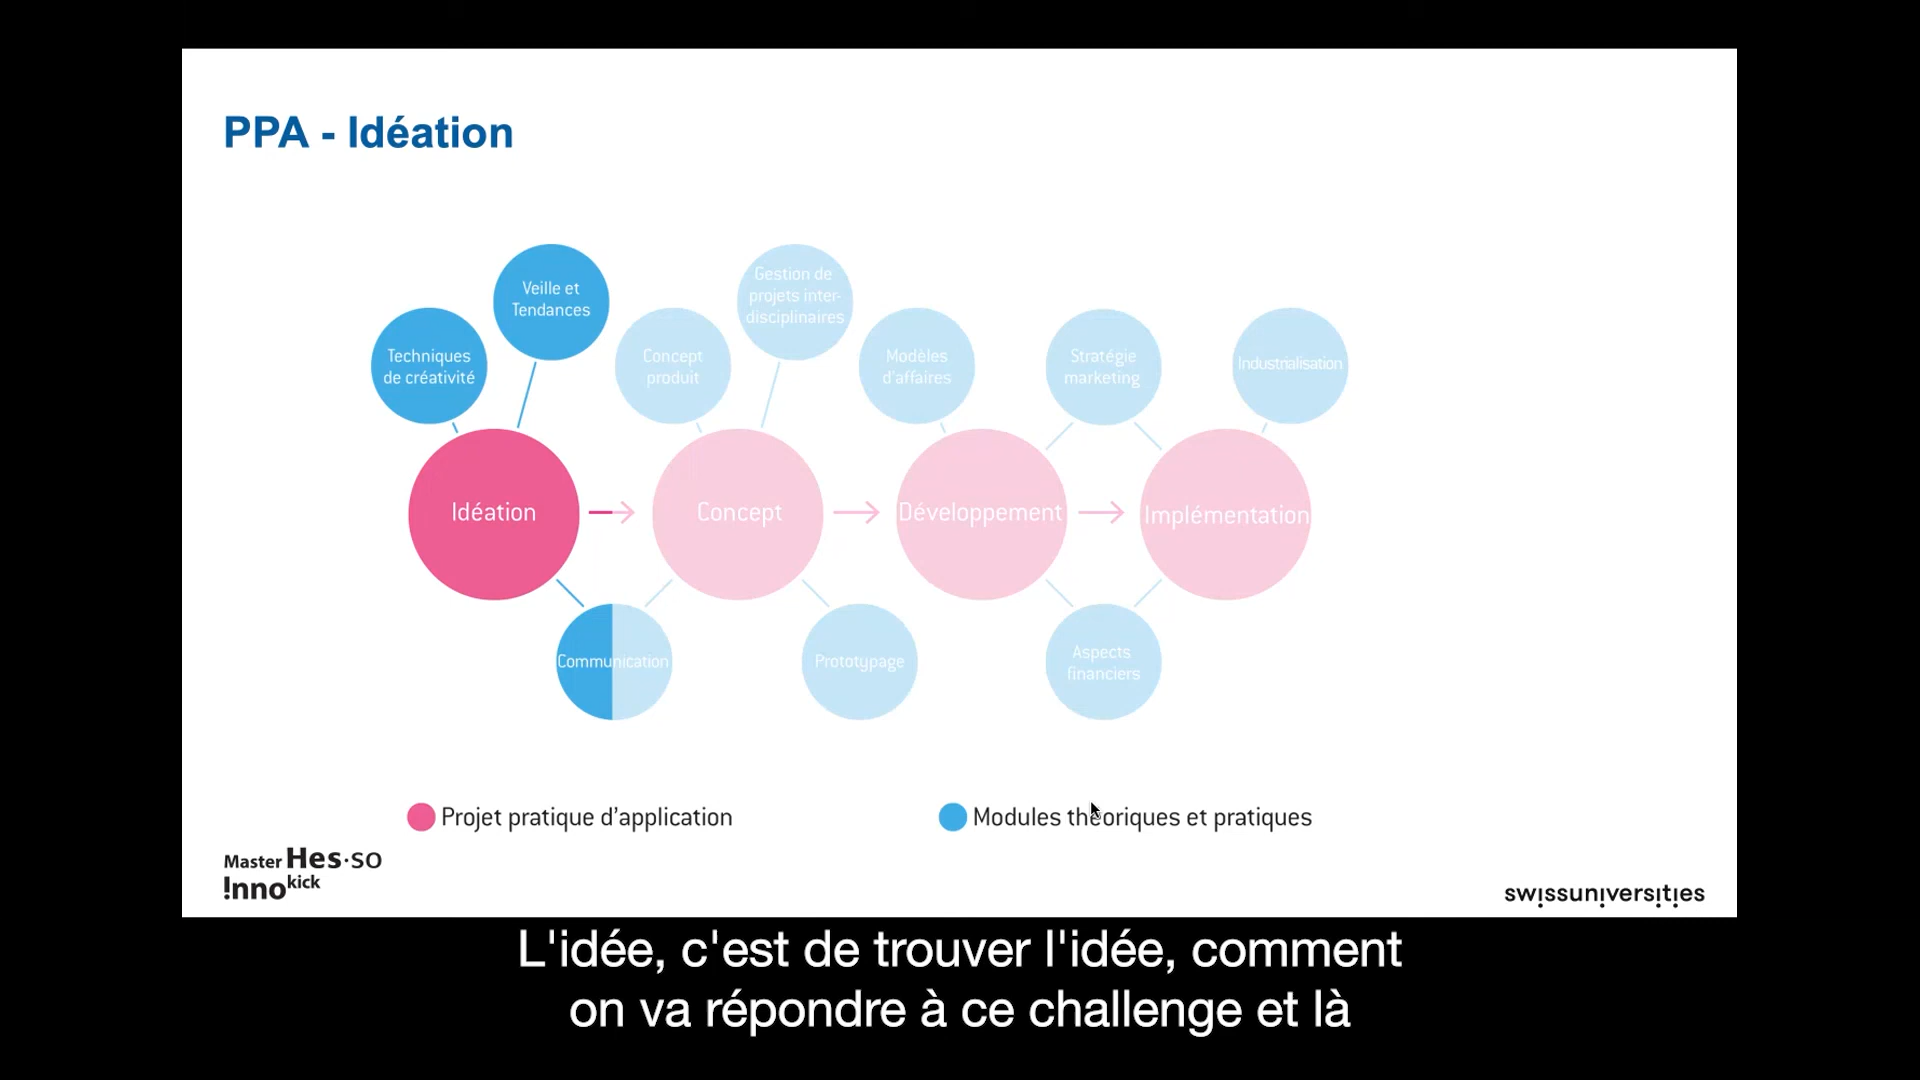 PPA - Idéation
Veille et
Tendances
Gestion de
projets inter-
disciplinaires
Techniques
de créativité
Concept
produit
Modèles
d'affaires
Stratégie
marketing
Industrialisation
Idéation
Concept
Développement
Implémentation
Communication
Prototypage
Aspects
financiers
Projet pratique d'application
Modules théoriques et pratiques
Master Hes·so
!nnokick
swissuniversities
L'idée, c'est de trouver l'idée, comment
on va répondre à ce challenge et là